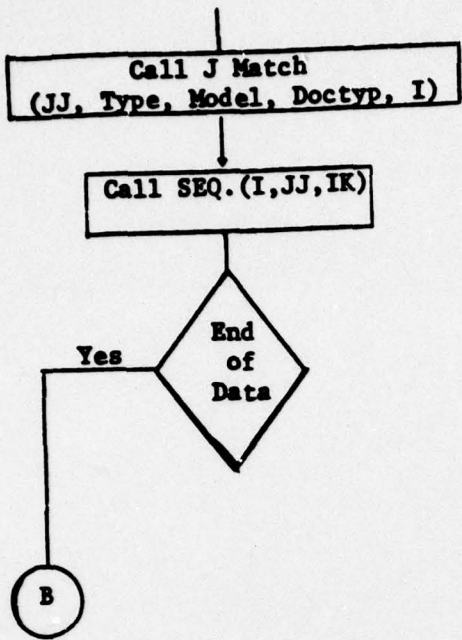 Call J Match
(JJ, Type, Model, Doctyp, I)
Call SEQ.(I,JJ,IK)
End
of
Data
Yes
B